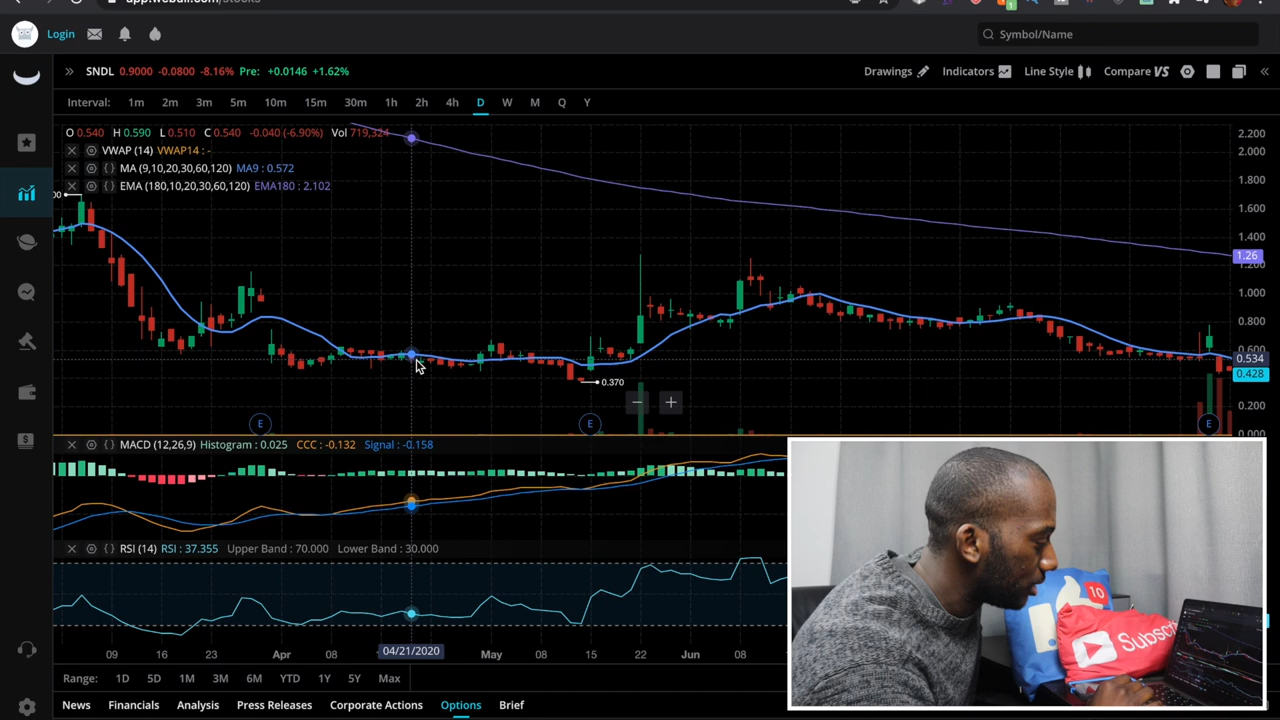 app.webull.com/stocks
Login
Symbol/Name
SNDL 0.9000 -0.0800 -8.16% Pre: +0.0146 +1.62%
Drawings Indicators Line Style Compare VS
Interval: 1m 2m 3m 5m 10m 15m 30m 1h 2h 4h D W M Q Y
O 0.540 H 0.590 L 0.510 C 0.540 -0.040 (-6.90%) Vol 719,324
VWAP (14) VWAP14 : -
MA (9,10,20,30,60,120) MA9 : 0.572
EMA (180,10,20,30,60,120) EMA180 : 2.102
2.200
2.000
1.800
1.600
1.400
1.26
1.200
1.000
0.800
0.600
0.534
0.428
0.370
0.200
0.000
E E E
MACD (12,26,9) Histogram : 0.025 CCC : -0.132 Signal : -0.158
RSI (14) RSI : 37.355 Upper Band : 70.000 Lower Band : 30.000
10
Subsc
09 16 23 Apr 08 04/21/2020 May 08 15 22 Jun 08
Range: 1D 5D 1M 3M 6M YTD 1Y 5Y Max
News Financials Analysis Press Releases Corporate Actions Options Brief